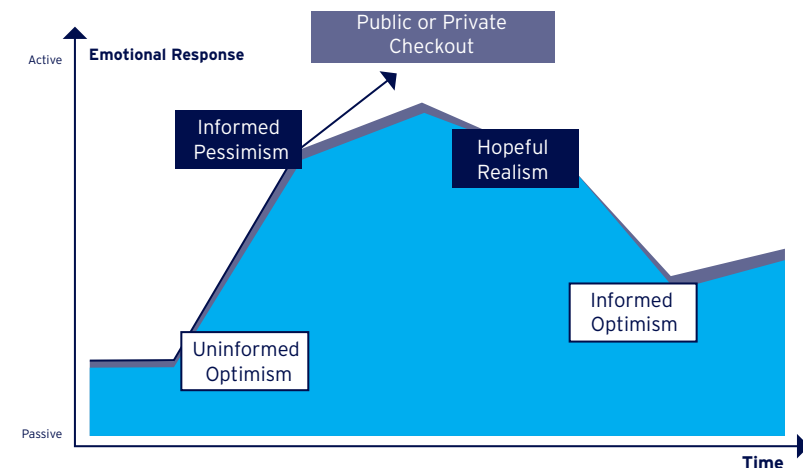 Public or Private
Checkout
Active
Emotional Response
Informed
Pessimism
Hopeful
Realism
Informed
Optimism
Uninformed
Optimism
Passive
Time